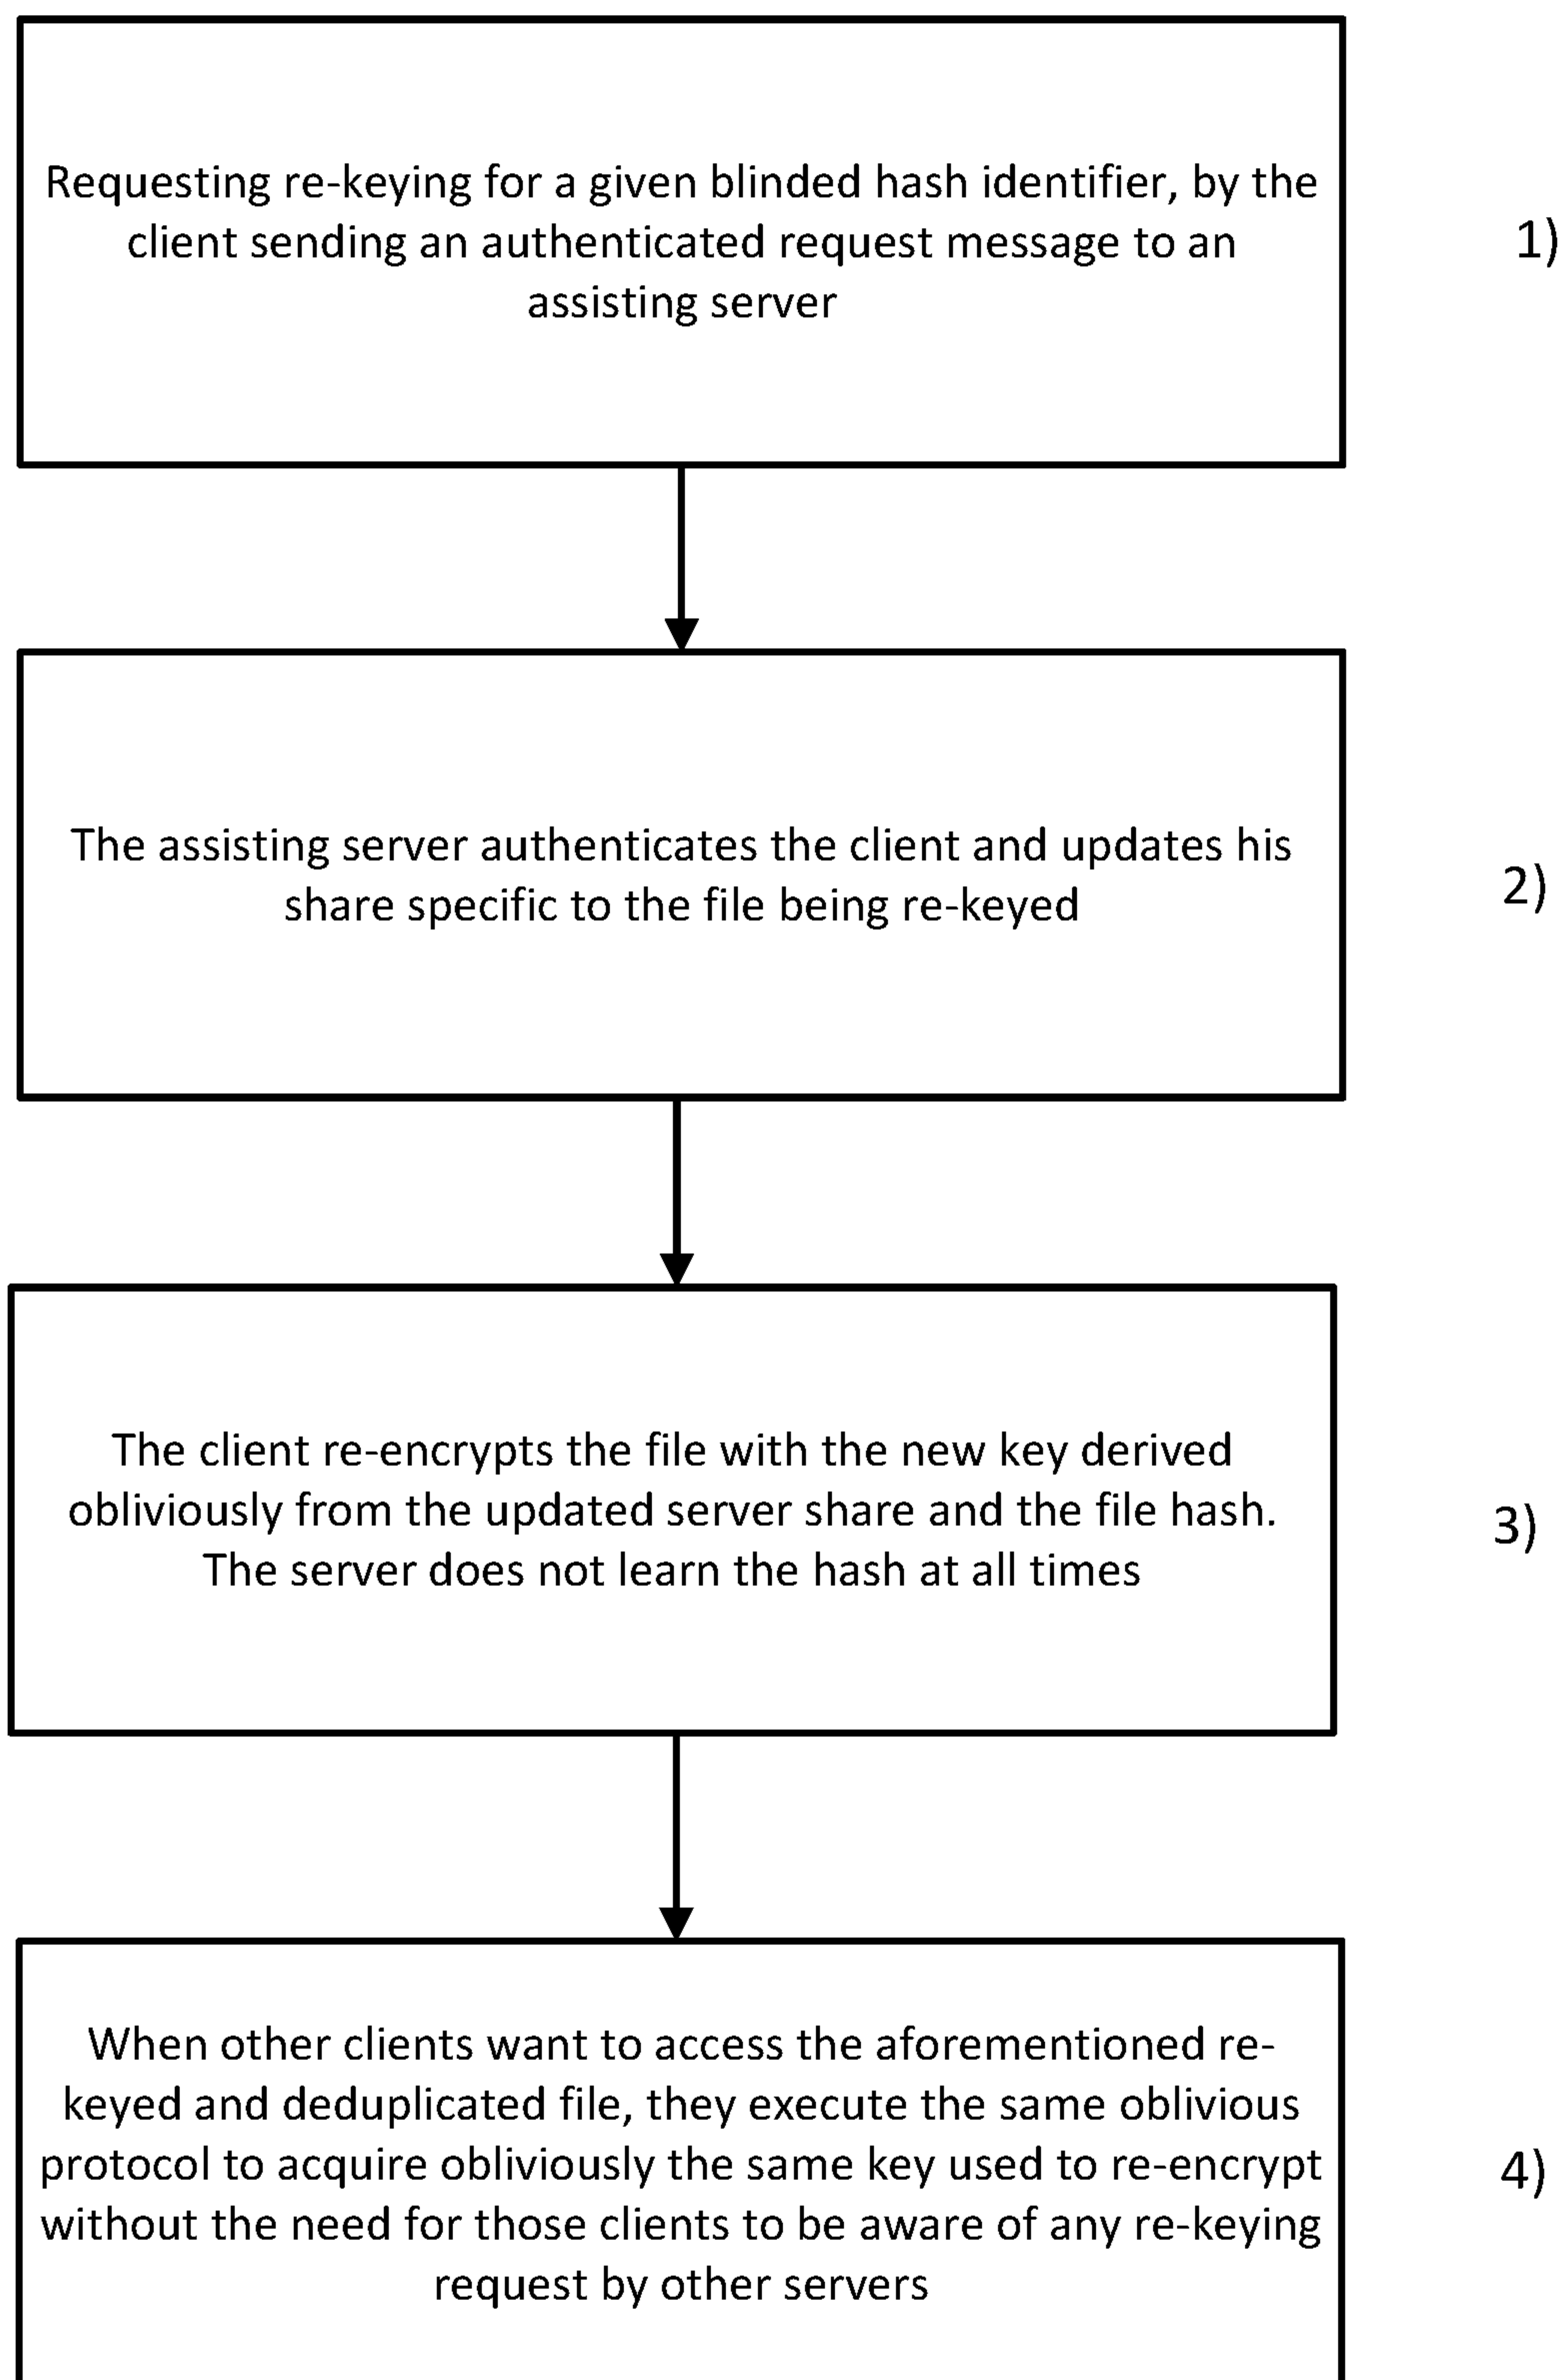 Requesting re-keying for a given blinded hash identifier, by the
client sending an authenticated request message to an
assisting server
1)
The assisting server authenticates the client and updates his
share specific to the file being re-keyed
2)
The client re-encrypts the file with the new key derived
obliviously from the updated server share and the file hash.
The server does not learn the hash at all times
3)
When other clients want to access the aforementioned re-
keyed and deduplicated file, they execute the same oblivious
protocol to acquire obliviously the same key used to re-encrypt
without the need for those clients to be aware of any re-keying
request by other servers
4)